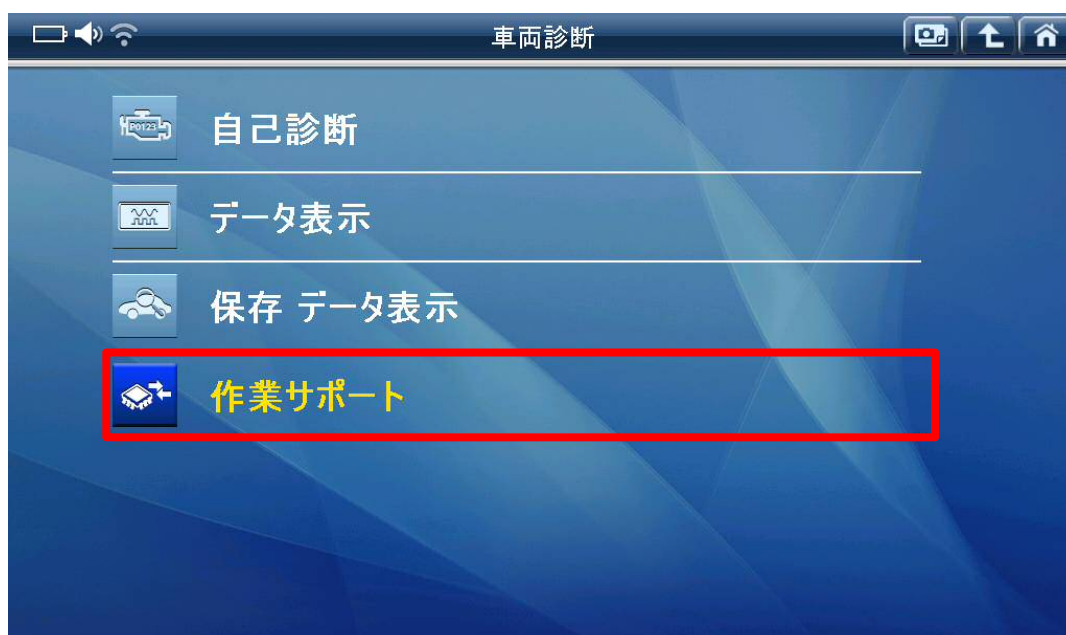 車両診断
P0123
自己診断
データ表示
保存 データ表示
作業サポート